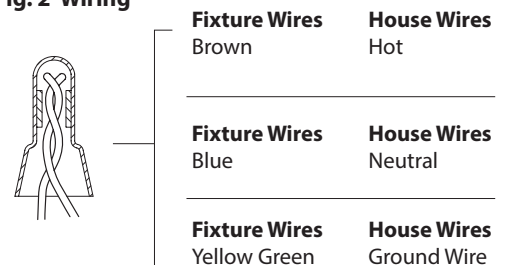 Fig. 2 Wiring
Fixture Wires House Wires
Brown Hot
Fixture Wires House Wires
Blue Neutral
Fixture Wires House Wires
Yellow Green Ground Wire